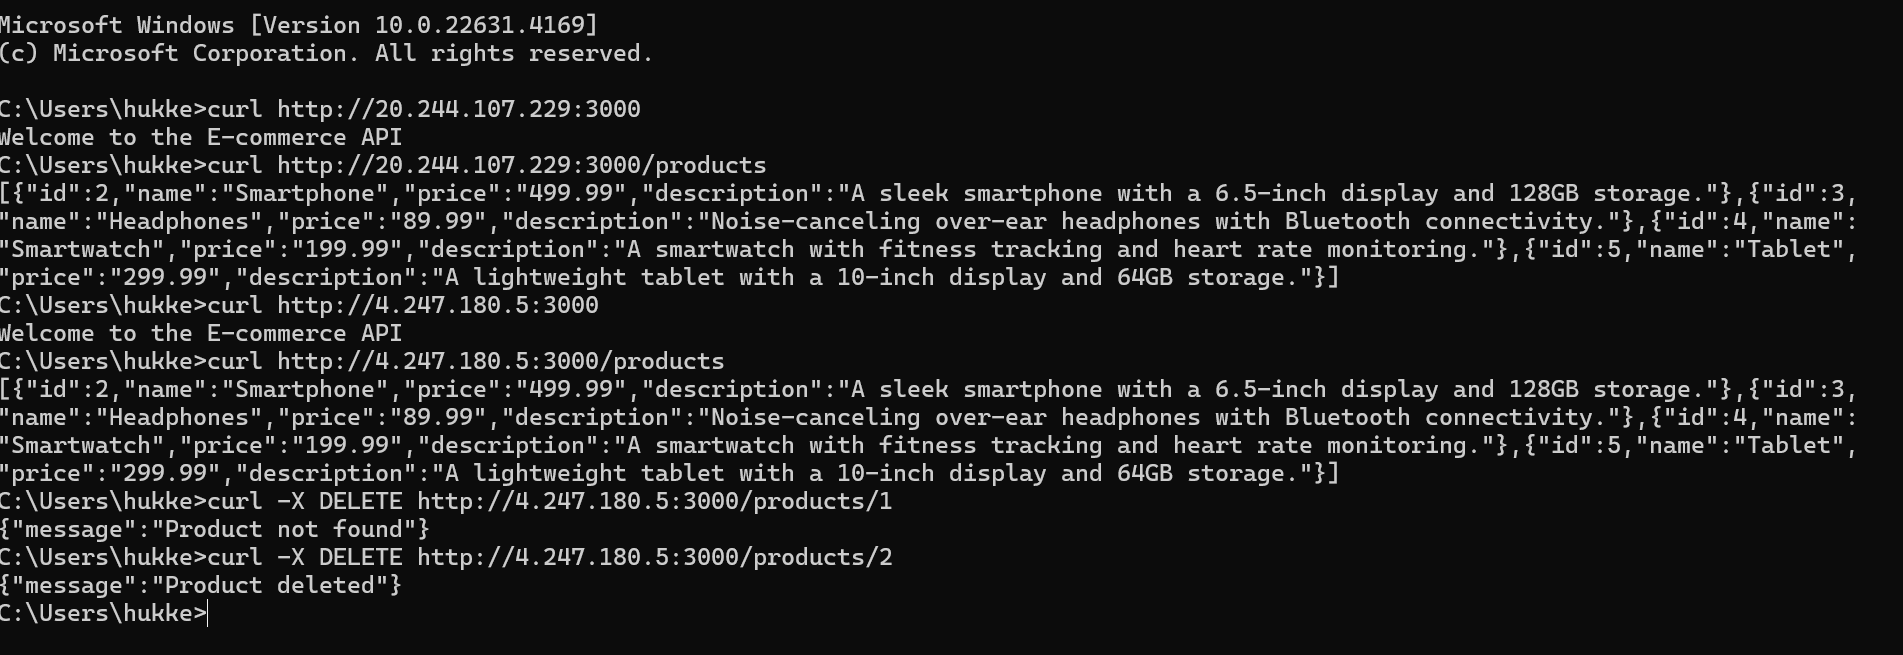 Microsoft Windows [Version 10.0.22631.4169]
(c) Microsoft Corporation. All rights reserved.
C:\Users\hukke>curl http://20.244.107.229:3000
Welcome to the E-commerce API
C:\Users\hukke>curl http://20.244.107.229:3000/products
[{"id":2,"name":"Smartphone","price":"499.99","description":"A sleek smartphone with a 6.5-inch display and 128GB storage."},{"id":3,
"name":"Headphones","price":"89.99","description":"Noise-canceling over-ear headphones with Bluetooth connectivity."},{"id":4,"name":
"Smartwatch","price":"199.99","description":"A smartwatch with fitness tracking and heart rate monitoring."},{"id":5,"name":"Tablet",
"price":"299.99","description":"A lightweight tablet with a 10-inch display and 64GB storage."}]
C:\Users\hukke>curl http://4.247.180.5:3000
Welcome to the E-commerce API
C:\Users\hukke>curl http://4.247.180.5:3000/products
[{"id":2,"name":"Smartphone","price":"499.99","description":"A sleek smartphone with a 6.5-inch display and 128GB storage."},{"id":3,
"name":"Headphones","price":"89.99","description":"Noise-canceling over-ear headphones with Bluetooth connectivity."},{"id":4,"name":
"Smartwatch","price":"199.99","description":"A smartwatch with fitness tracking and heart rate monitoring."},{"id":5,"name":"Tablet",
"price":"299.99","description":"A lightweight tablet with a 10-inch display and 64GB storage."}]
C:\Users\hukke>curl -X DELETE http://4.247.180.5:3000/products/1
{"message":"Product not found"}
C:\Users\hukke>curl -X DELETE http://4.247.180.5:3000/products/2
{"message":"Product deleted"}
C:\Users\hukke>